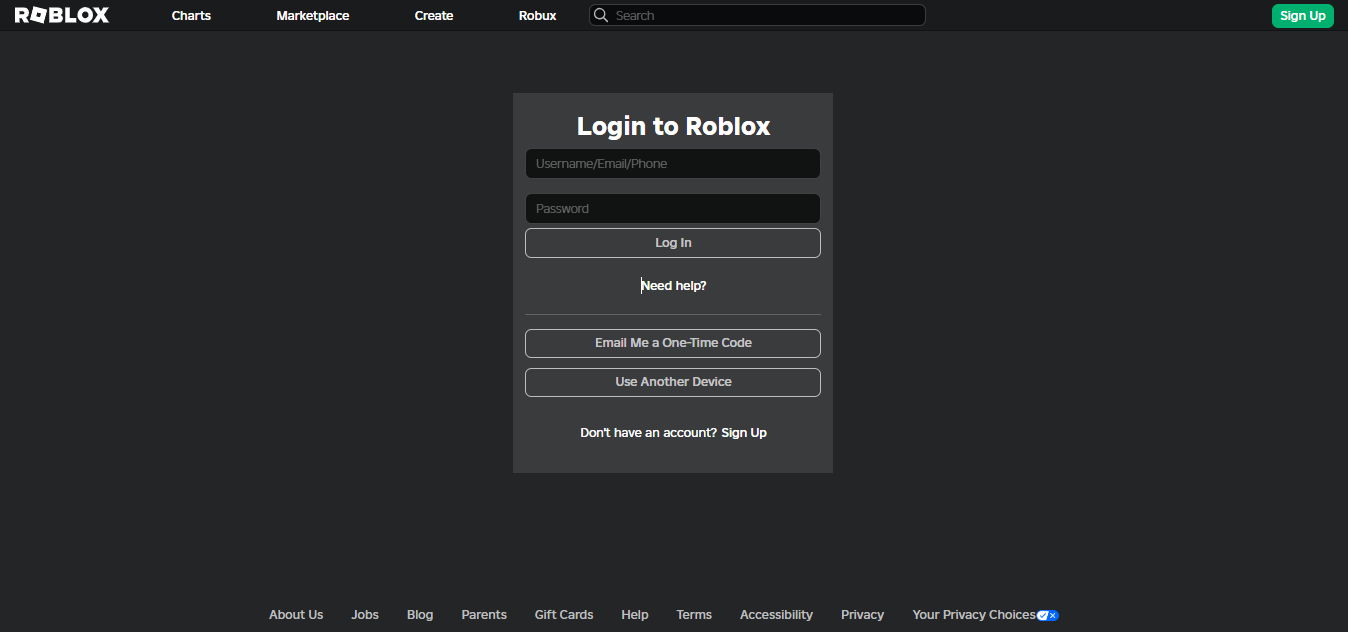 ROBLOX Charts Marketplace Create Robux Search Sign Up
Login to Roblox
Username/Email/Phone
Password
Log In
Need help?
Email Me a One-Time Code
Use Another Device
Don't have an account? Sign Up
About Us Jobs Blog Parents Gift Cards Help Terms Accessibility Privacy Your Privacy Choices